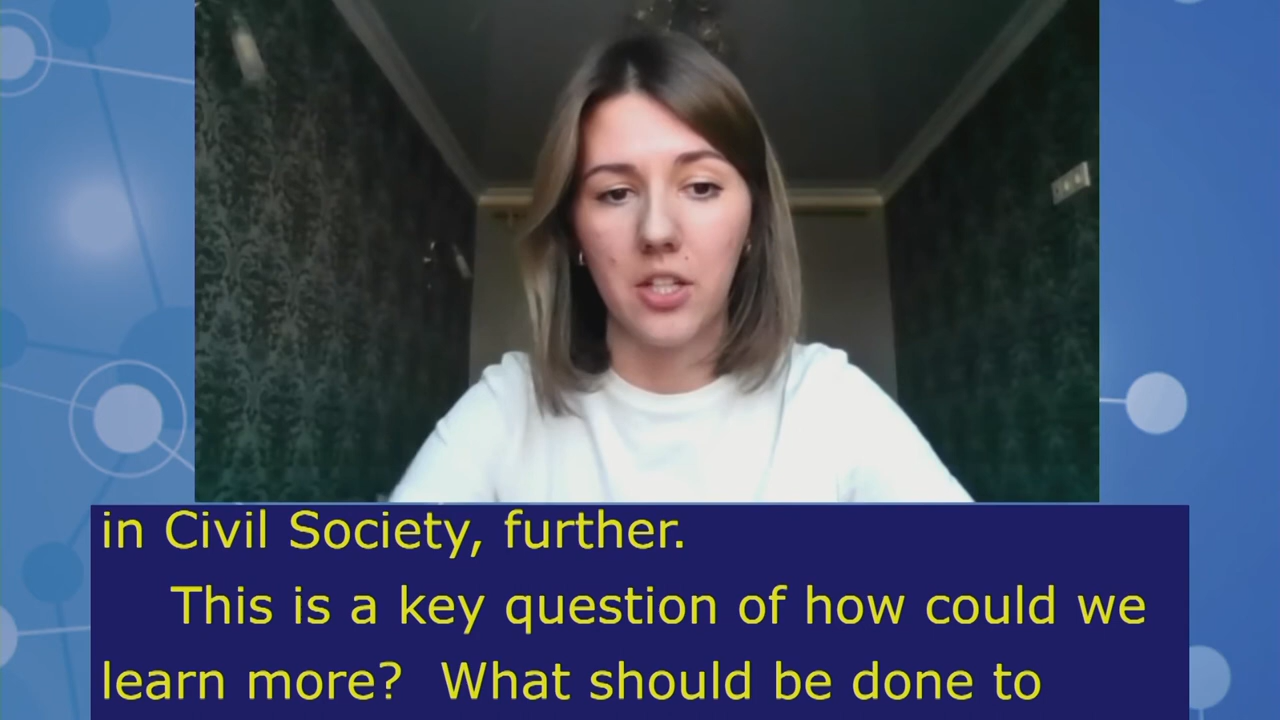 in Civil Society, further.
This is a key question of how could we
learn more?  What should be done to